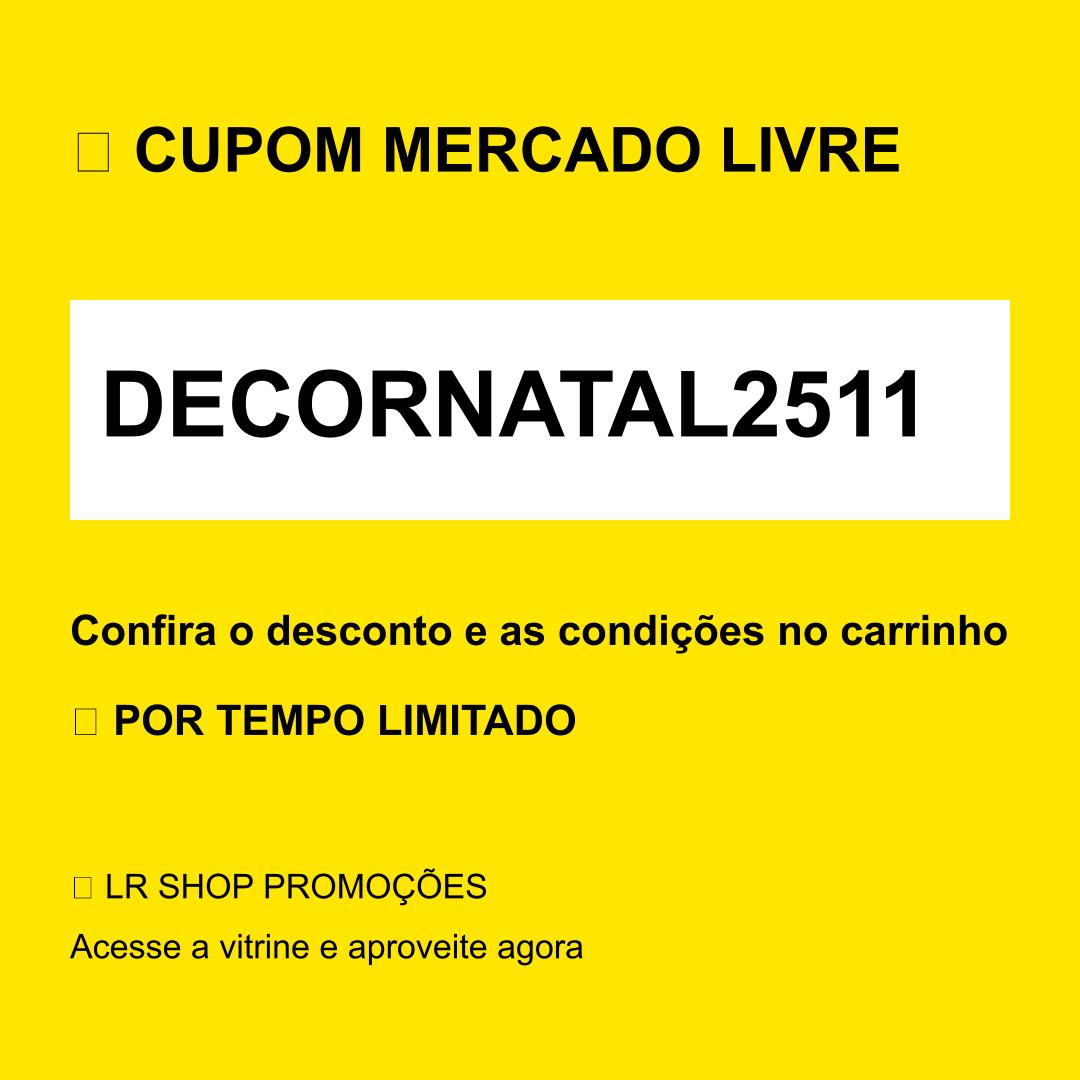 CUPOM MERCADO LIVRE
DECORNATAL2511
Confira o desconto e as condições no carrinho
POR TEMPO LIMITADO
LR SHOP PROMOÇÕES
Acesse a vitrine e aproveite agora